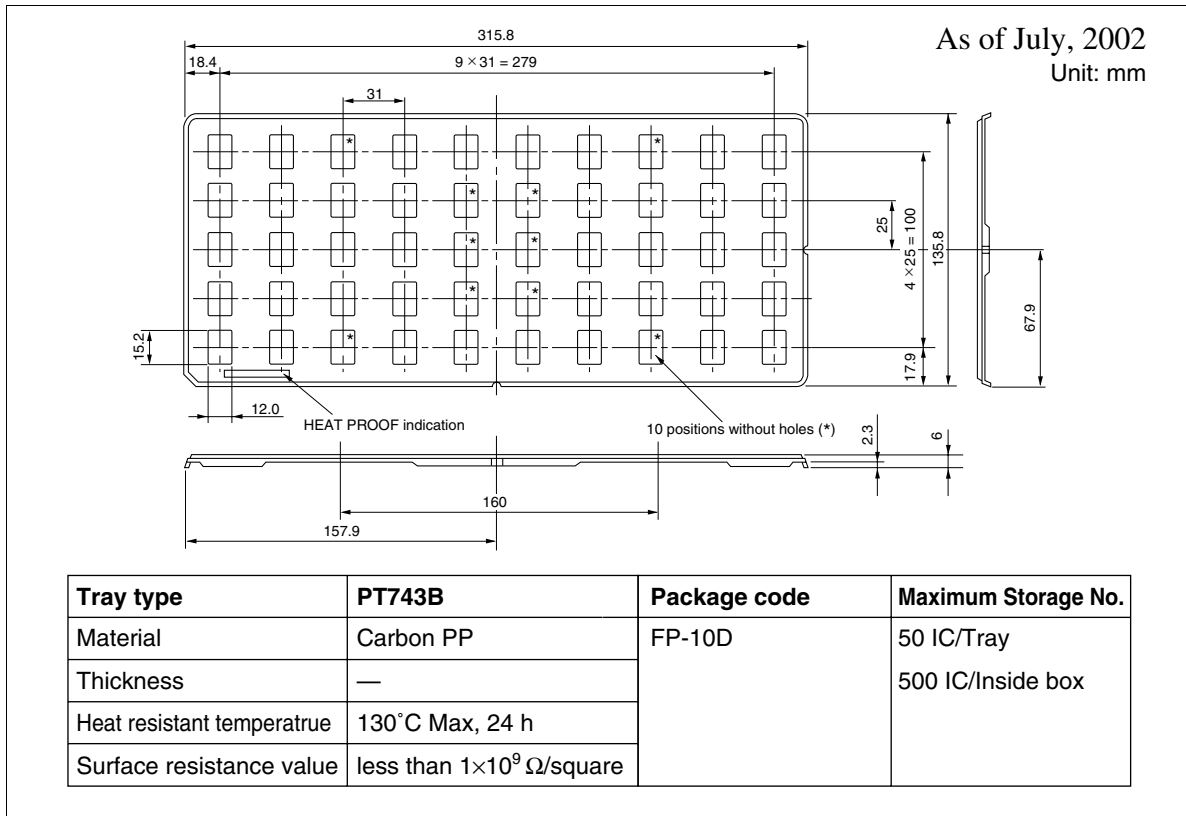 As of July, 2002
Unit: mm
315.8
18.4
9 × 31 = 279
31
*
*
*
*
*
*
*
*
*
*
25
4 ×25 = 100
135.8
67.9
15.2
17.9
12.0
HEAT PROOF indication
10 positions without holes (*)
2.3
6
160
157.9
Tray type PT743B Package code Maximum Storage No.
Material Carbon PP FP-10D 50 IC/Tray
Thickness — 500 IC/Inside box
Heat resistant temperatrue 130˚C Max, 24 h
Surface resistance value less than 1×10⁹ Ω/square